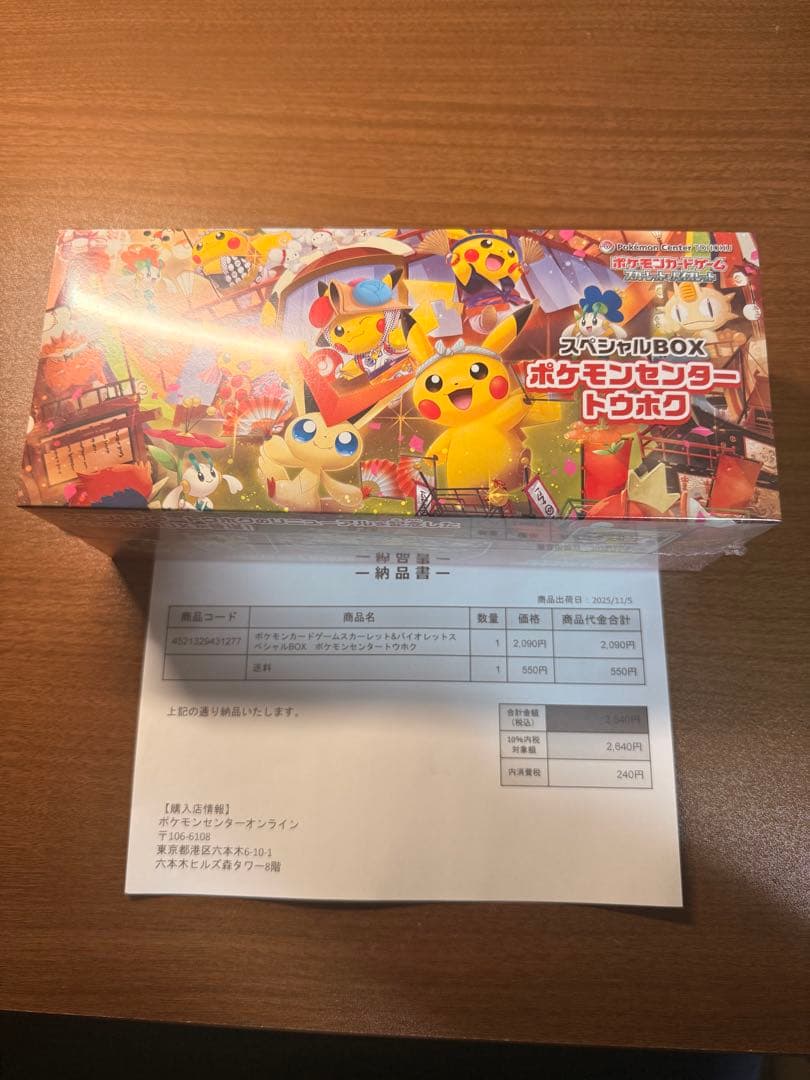 Pokémon Center TOHOKU
ポケモンカードゲーム
スカーレット&バイオレット
スペシャルBOX
ポケモンセンター
トウホク
ー納品書ー
商品出荷日：2025/11/5
商品コード 商品名 数量 価格 商品代金合計
4521329431277 ポケモンカードゲームスカーレット&バイオレットス
ペシャルBOX ポケモンセンタートウホク 1 2,090円 2,090円
送料 1 550円 550円
上記の通り納品いたします。
合計金額
（税込） 2,640円
10%内税
対象額 2,640円
内消費税 240円
【購入店情報】
ポケモンセンターオンライン
〒106-6108
東京都港区六本木6-10-1
六本木ヒルズ森タワー8階